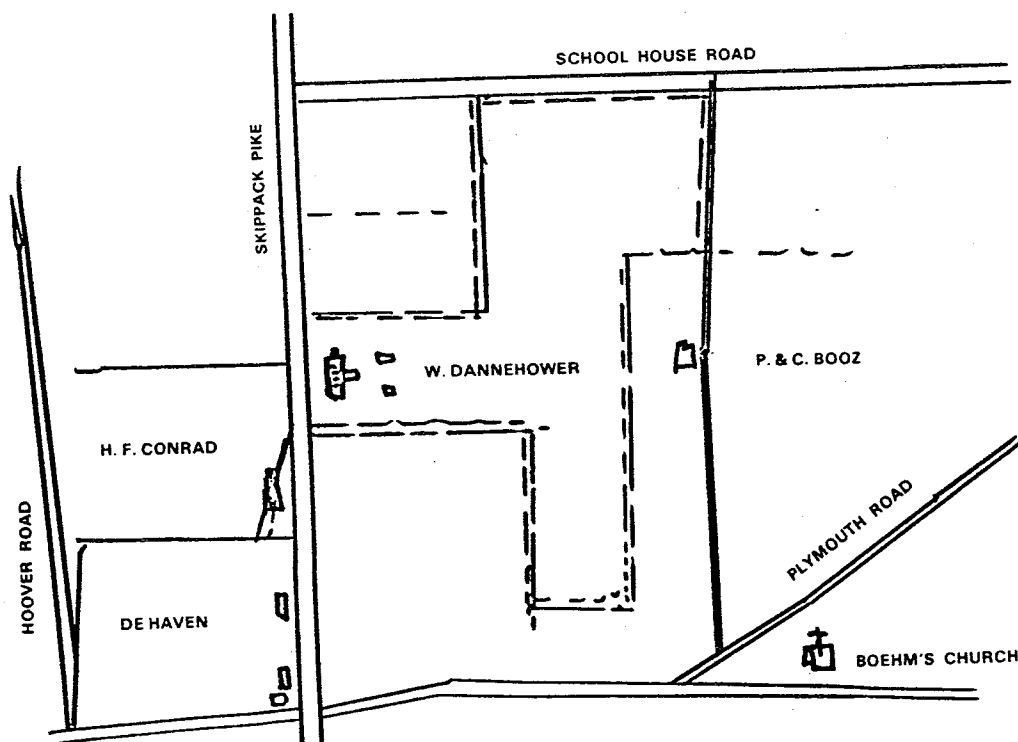 SCHOOL HOUSE ROAD
SKIPPACK PIKE
W. DANNEHOWER
P. & C. BOOZ
H. F. CONRAD
HOOVER ROAD
PLYMOUTH ROAD
DE HAVEN
BOEHM'S CHURCH